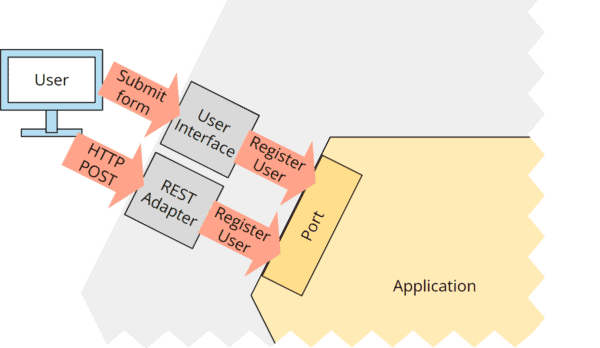 User
Submit
form
User
Interface
Register
User
HTTP
POST
REST
Adapter
Register
User
Port
Application